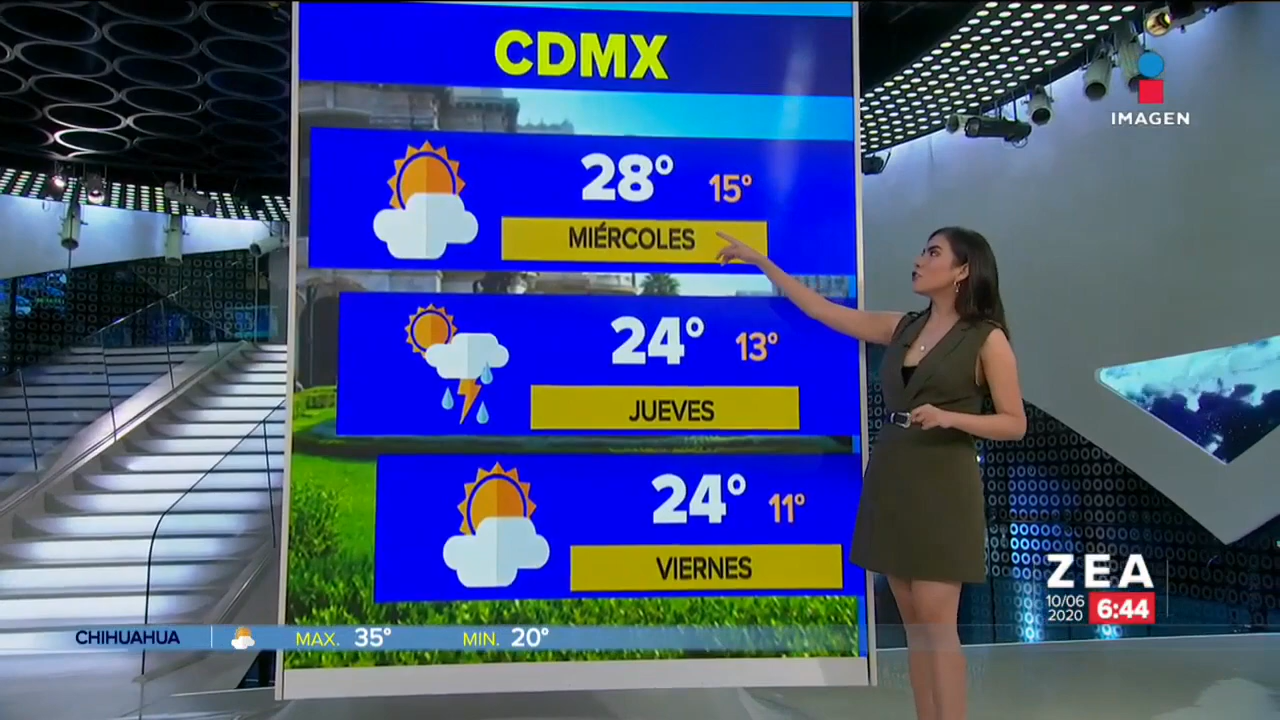 CDMX
IMAGEN
28° 15°
MIÉRCOLES
24° 13°
JUEVES
24° 11°
VIERNES
ZEA
10/06
2020
6:44
CHIHUAHUA MAX. 35° MIN. 20°